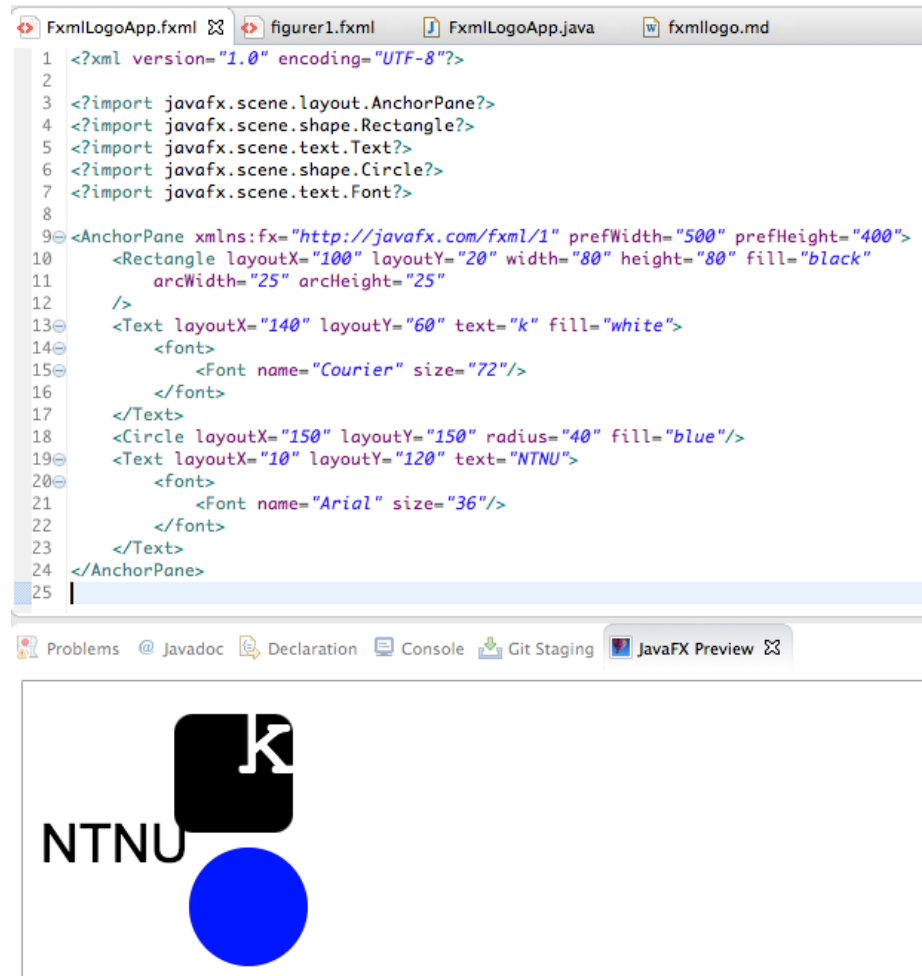 FxmlLogoApp.fxml figurer1.fxml FxmlLogoApp.java fxmllogo.md
1 <?xml version="1.0" encoding="UTF-8"?>
2
3 <?import javafx.scene.layout.AnchorPane?>
4 <?import javafx.scene.shape.Rectangle?>
5 <?import javafx.scene.text.Text?>
6 <?import javafx.scene.shape.Circle?>
7 <?import javafx.scene.text.Font?>
8
9 <AnchorPane xmlns:fx="http://javafx.com/fxml/1" prefWidth="500" prefHeight="400">
10     <Rectangle layoutX="100" layoutY="20" width="80" height="80" fill="black"
11         arcWidth="25" arcHeight="25"
12     />
13     <Text layoutX="140" layoutY="60" text="k" fill="white">
14         <font>
15             <Font name="Courier" size="72"/>
16         </font>
17     </Text>
18     <Circle layoutX="150" layoutY="150" radius="40" fill="blue"/>
19     <Text layoutX="10" layoutY="120" text="NTNU">
20         <font>
21             <Font name="Arial" size="36"/>
22         </font>
23     </Text>
24 </AnchorPane>
25
Problems @ Javadoc Declaration Console Git Staging JavaFX Preview
k
NTNU